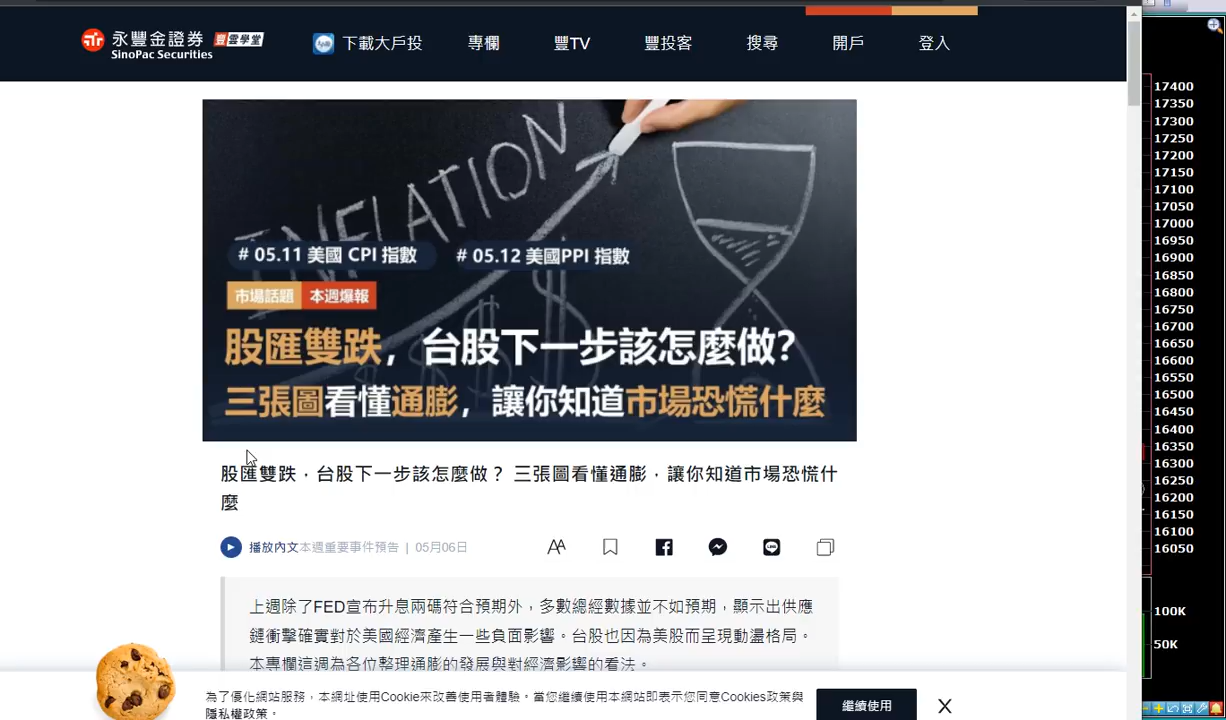 永豐金證券 豐雲學堂
SinoPac Securities
下載大戶投 專欄 豐TV 豐投客 搜尋 開戶 登入
INFLATION
# 05.11 美國 CPI 指數 # 05.12 美國PPI 指數
市場話題 本週爆報
股匯雙跌，台股下一步該怎麼做?
三張圖看懂通膨，讓你知道市場恐慌什麼
股匯雙跌，台股下一步該怎麼做？ 三張圖看懂通膨，讓你知道市場恐慌什
麼
播放內文 本週重要事件預告 | 05月06日
上週除了FED宣布升息兩碼符合預期外，多數總經數據並不如預期，顯示出供應
鏈衝擊確實對於美國經濟產生一些負面影響。台股也因為美股而呈現動盪格局。
本專欄這週為各位整理通膨的發展與對經濟影響的看法。
為了優化網站服務，本網址使用Cookie來改善使用者體驗。當您繼續使用本網站即表示您同意Cookies政策與
隱私權政策。
繼續使用
17400
17350
17300
17250
17200
17150
17100
17050
17000
16950
16900
16850
16800
16750
16700
16650
16600
16550
16500
16450
16400
16350
16300
16250
16200
16150
16100
16050
100K
50K